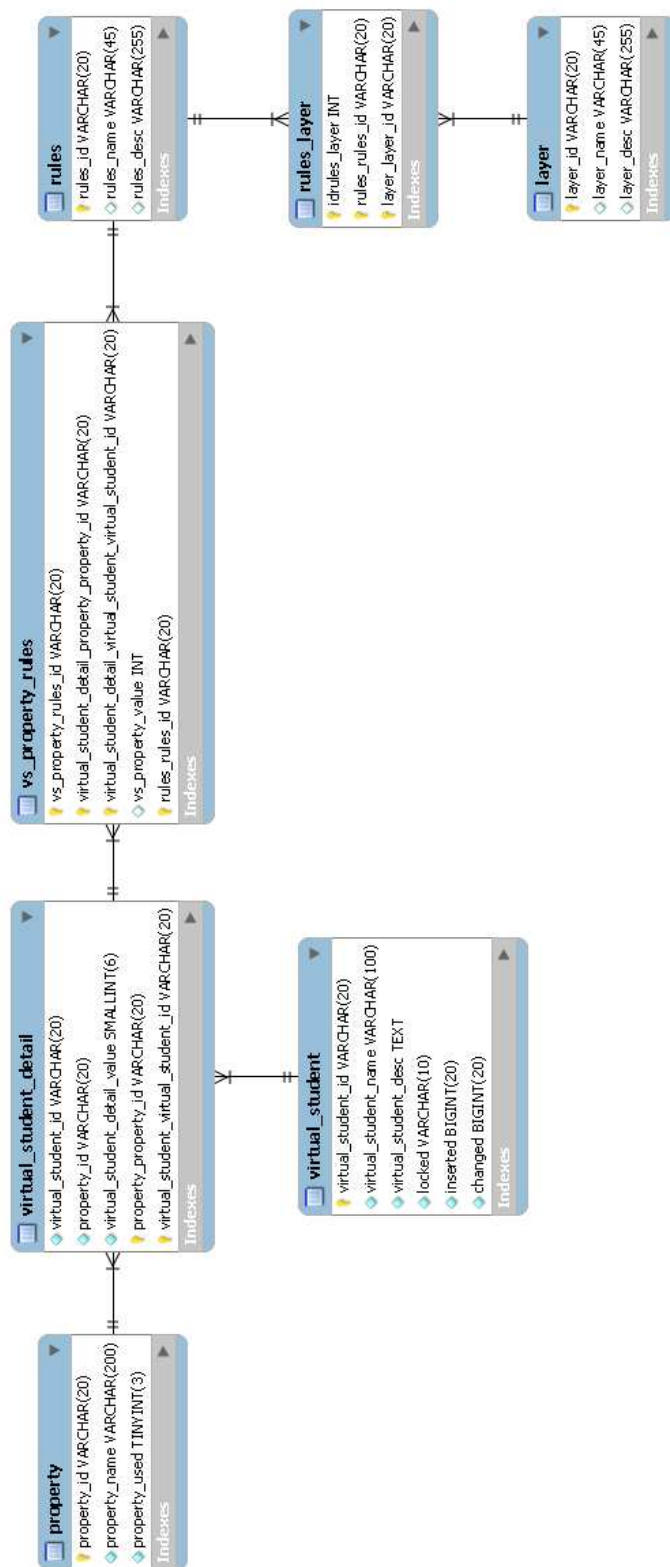 property
property_id VARCHAR(20)
property_name VARCHAR(200)
property_used TINYINT(3)
Indexes
virtual_student_detail
virtual_student_id VARCHAR(20)
property_id VARCHAR(20)
virtual_student_detail_value SMALLINT(6)
property_property_id VARCHAR(20)
virtual_student_virtual_student_id VARCHAR(20)
Indexes
vs_property_rules
vs_property_rules_id VARCHAR(20)
virtual_student_detail_property_property_id VARCHAR(20)
virtual_student_detail_virtual_student_virtual_student_id VARCHAR(20)
vs_property_value INT
rules_rules_id VARCHAR(20)
Indexes
rules
rules_id VARCHAR(20)
rules_name VARCHAR(45)
rules_desc VARCHAR(255)
Indexes
virtual_student
virtual_student_id VARCHAR(20)
virtual_student_name VARCHAR(100)
virtual_student_desc TEXT
locked VARCHAR(10)
inserted BIGINT(20)
changed BIGINT(20)
Indexes
rules_layer
idrules_layer INT
rules_rules_id VARCHAR(20)
layer_layer_id VARCHAR(20)
Indexes
layer
layer_id VARCHAR(20)
layer_name VARCHAR(45)
layer_desc VARCHAR(255)
Indexes